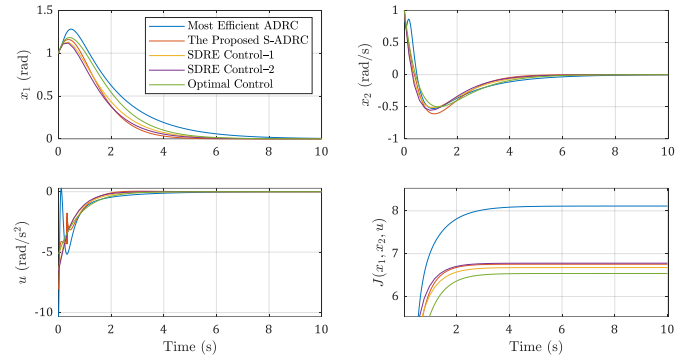 1.5
1
0.5
0
x₁ (rad)
0 2 4 6 8 10
Most Efficient ADRC
The Proposed S-ADRC
SDRE Control−1
SDRE Control−2
Optimal Control
1
0.5
0
-0.5
-1
x₂ (rad/s)
0 2 4 6 8 10
0
-5
-10
u (rad/s²)
0 2 4 6 8 10
Time (s)
8
7
6
J(x₁, x₂, u)
0 2 4 6 8 10
Time (s)